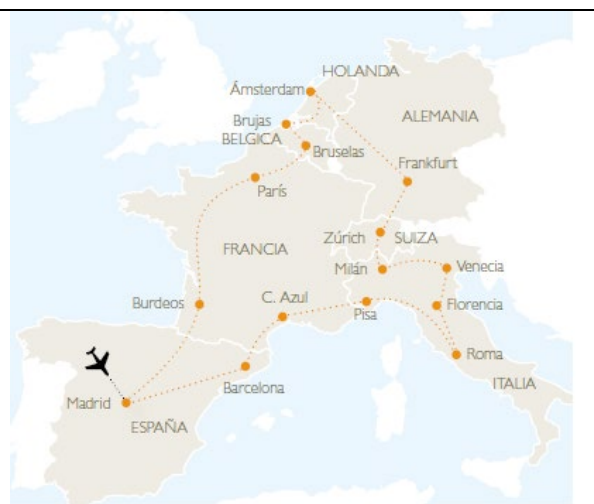 HOLANDA
Ámsterdam
Brujas
BELGICA
Bruselas
ALEMANIA
Frankfurt
París
Zúrich
SUIZA
FRANCIA
Milán
Venecia
Burdeos
C. Azul
Pisa
Florencia
Roma
Barcelona
ITALIA
Madrid
ESPAÑA